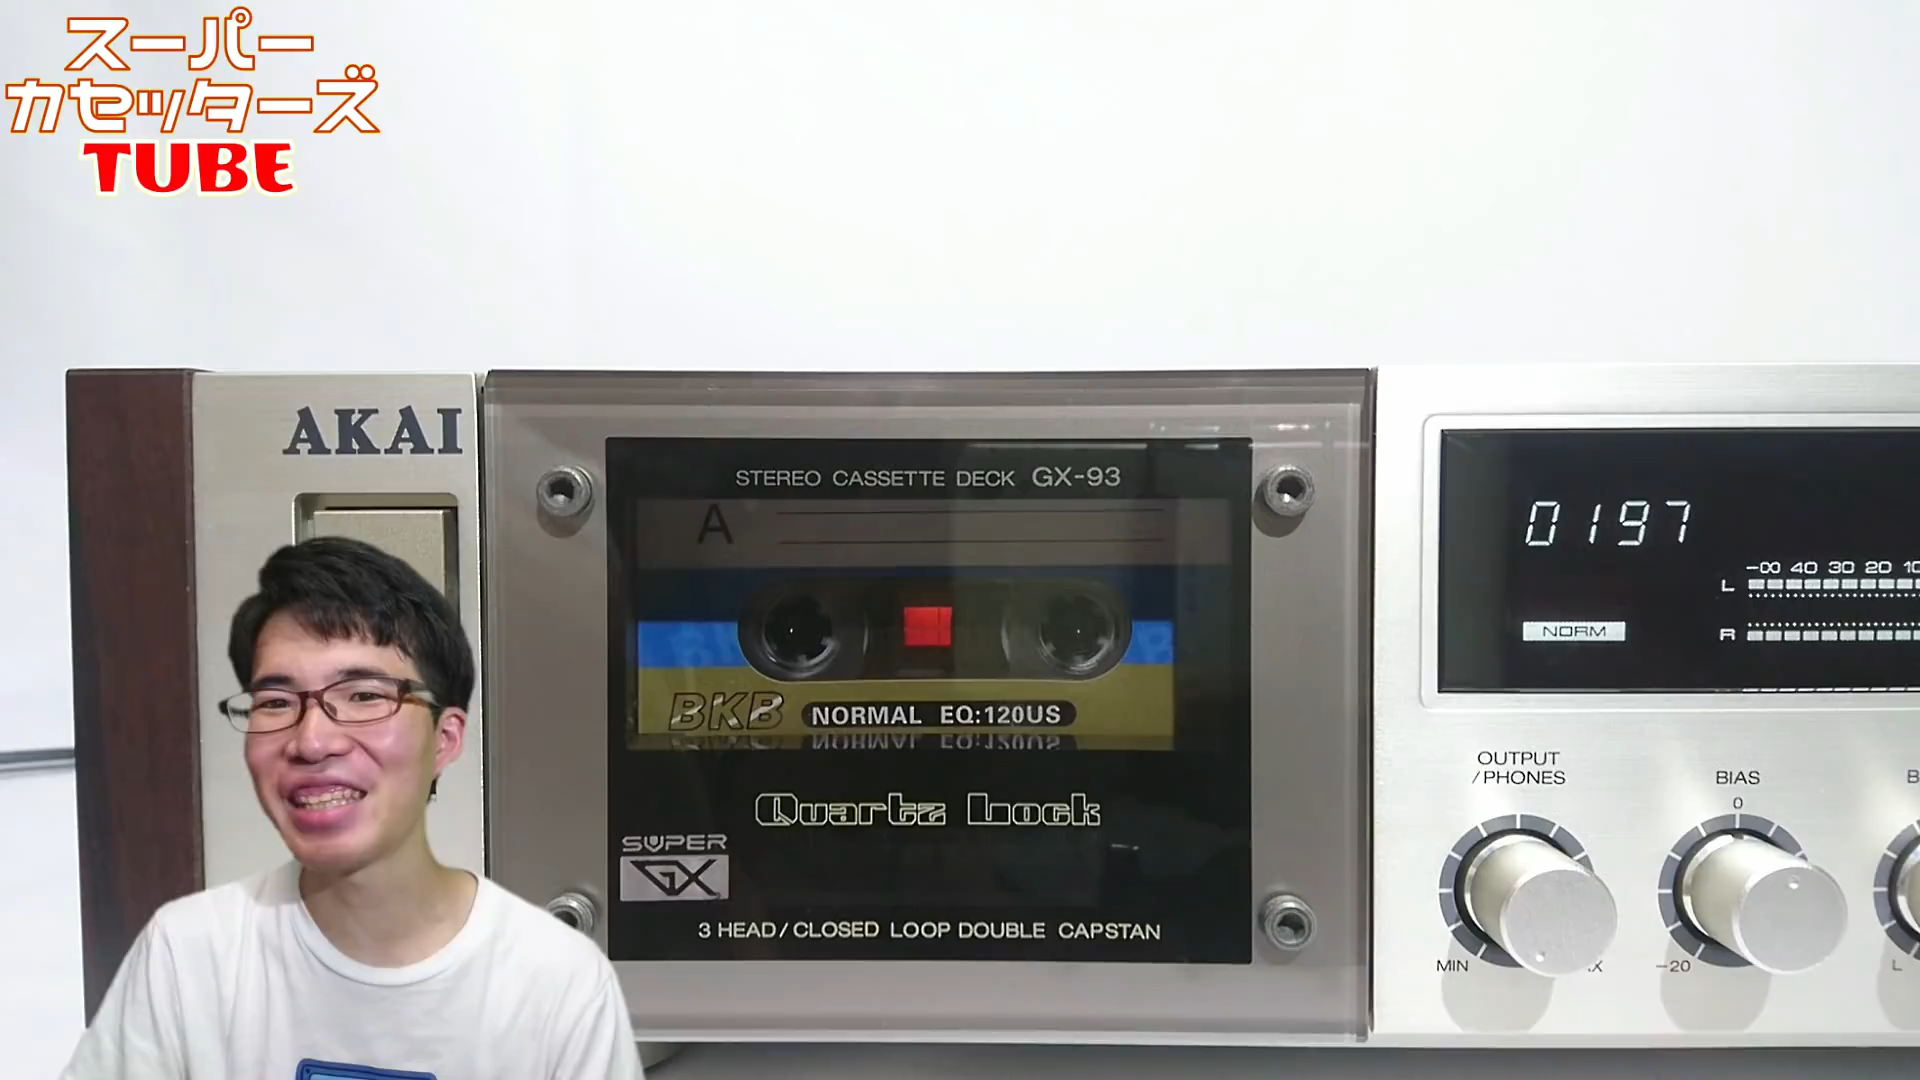 スーパー
カセッターズ
TUBE
AKAI
STEREO CASSETTE DECK GX-93
A
BKB NORMAL EQ:120US
Quartz Lock
SUPER
GX
3 HEAD/CLOSED LOOP DOUBLE CAPSTAN
0197
-∞ 40 30 20 10
L
NORM
R
OUTPUT
/PHONES
BIAS
0
MIN
-20
L